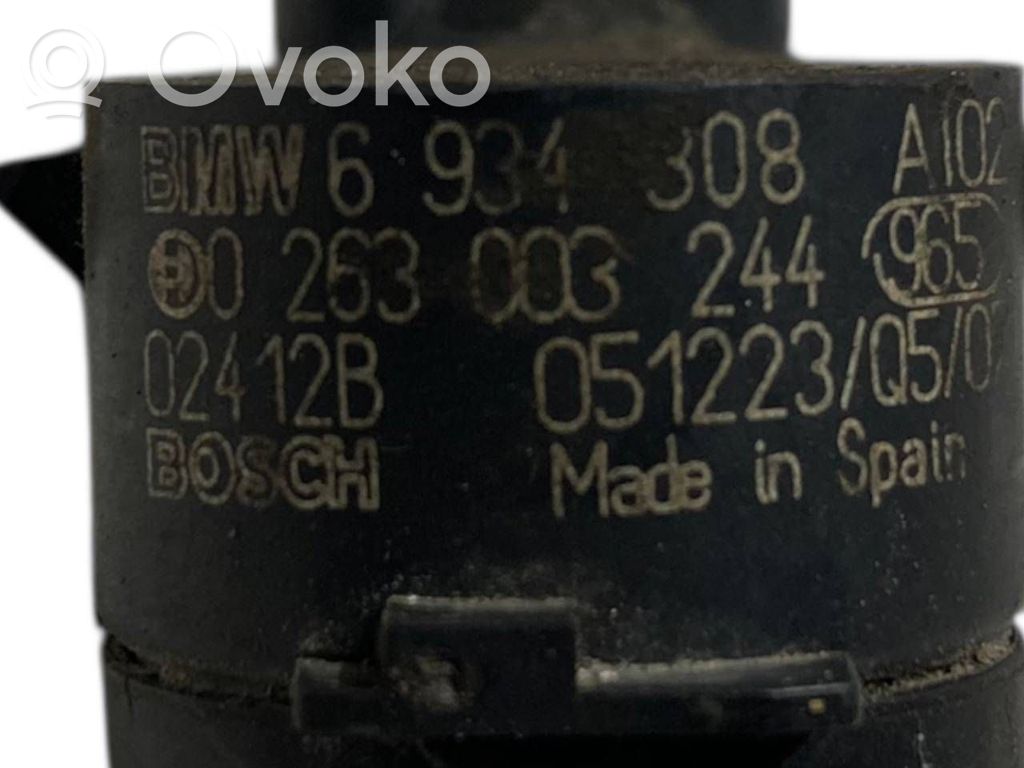 Ovoko
BMW 6 934 308 A102
0 263 003 244 965
02412B 051223/Q5/0
BOSCH Made in Spain